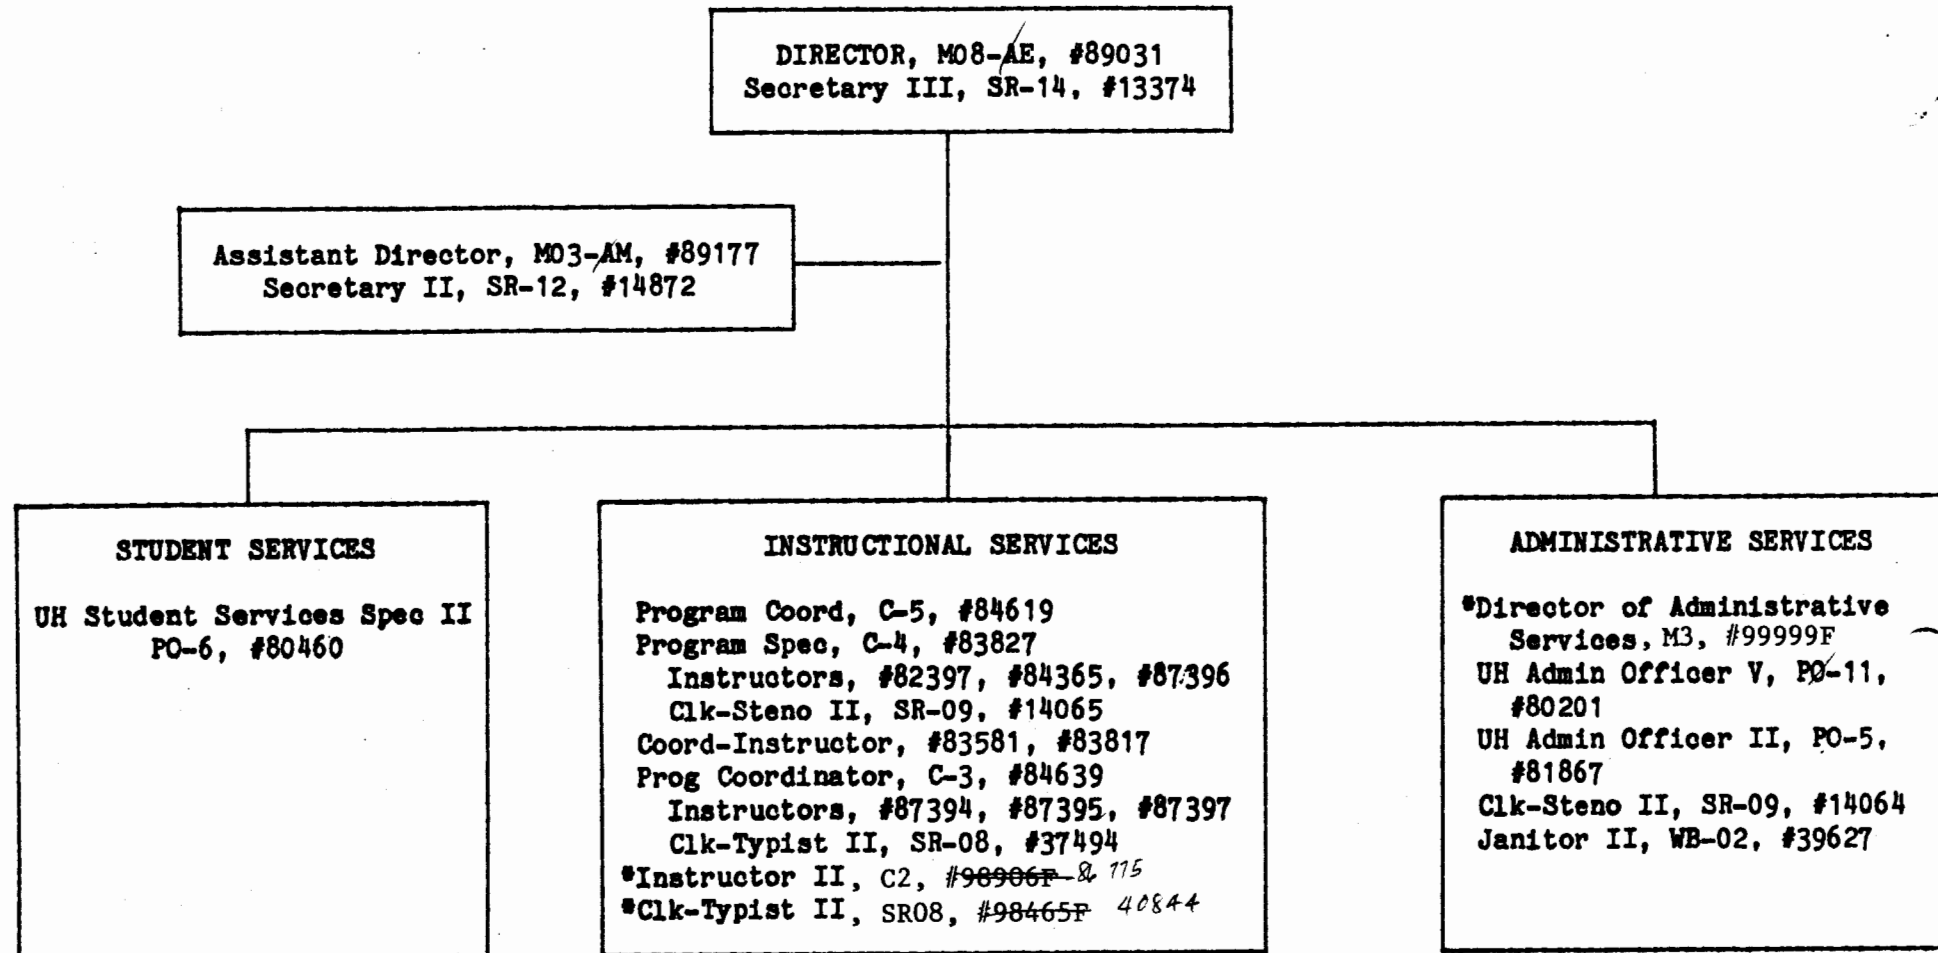 DIRECTOR, M08-AE, #89031
Secretary III, SR-14, #13374
Assistant Director, M03-AM, #89177
Secretary II, SR-12, #14872
STUDENT SERVICES
UH Student Services Spec II
PO-6, #80460
INSTRUCTIONAL SERVICES
Program Coord, C-5, #84619
Program Spec, C-4, #83827
Instructors, #82397, #84365, #87396
Clk-Steno II, SR-09, #14065
Coord-Instructor, #83581, #83817
Prog Coordinator, C-3, #84639
Instructors, #87394, #87395, #87397
Clk-Typist II, SR-08, #37494
*Instructor II, C2, #98906F
*Clk-Typist II, SR08, #98465F 40844
ADMINISTRATIVE SERVICES
*Director of Administrative
Services, M3, #99999F
UH Admin Officer V, PO-11,
#80201
UH Admin Officer II, PO-5,
#81867
Clk-Steno II, SR-09, #14064
Janitor II, WB-02, #39627